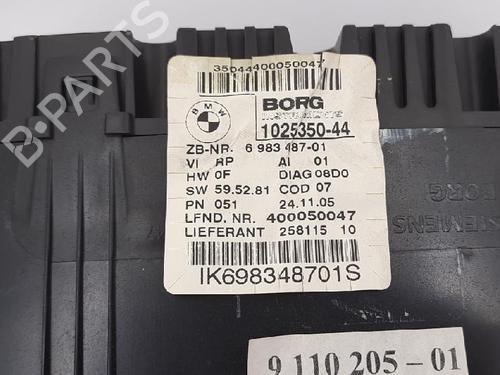 35044400050047
BMW
BORG
INSTRUMENTS
1025350-44
ZB-NR. 6 983 487-01
VI RP AI 01
HW 0F DIAG 08D0
SW 59.52.81 COD 07
PN 051 24.11.05
LFND. NR. 400050047
LIEFERANT 258115 10
IK698348701S
SIEMENS
BORG
9 110 205 - 01
B-PARTS